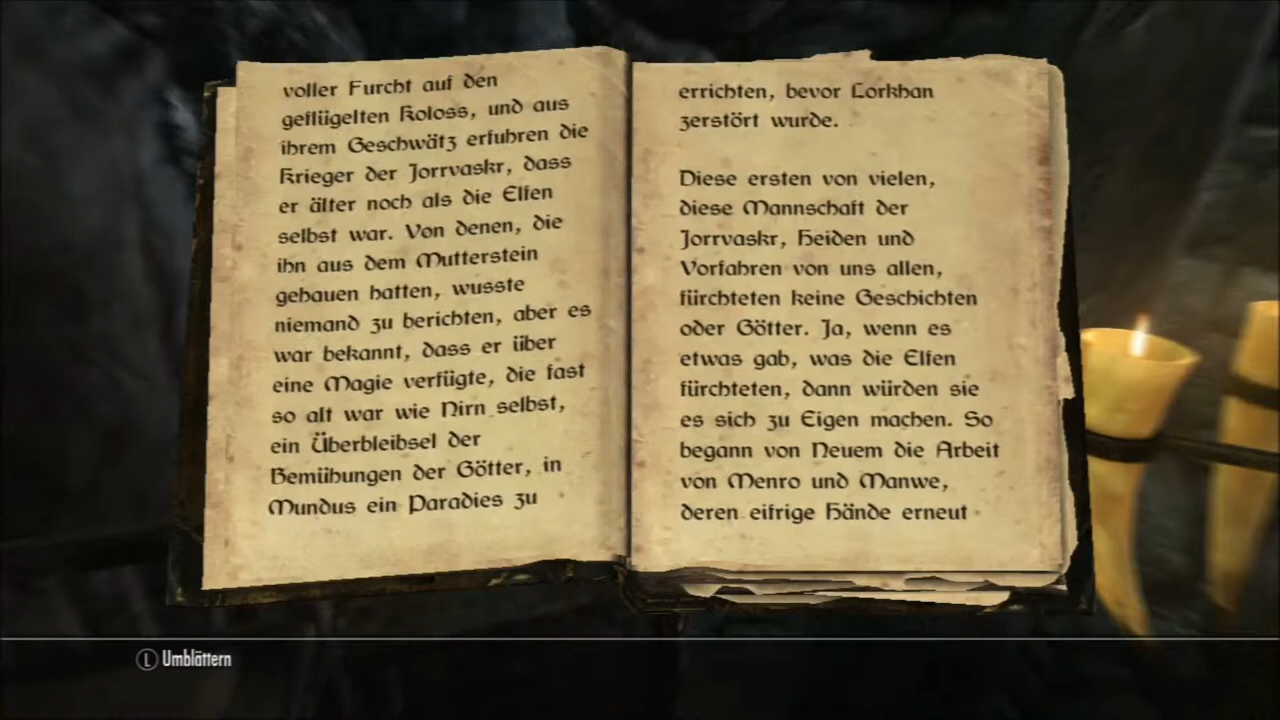 voller Furcht auf den
geflügelten Koloss, und aus
ihrem Geschwätz erfuhren die
Krieger der Jorrvaskr, dass
er älter noch als die Elfen
selbst war. Von denen, die
ihn aus dem Mutterstein
gehauen hatten, wusste
niemand zu berichten, aber es
war bekannt, dass er über
eine Magie verfügte, die fast
so alt war wie Nirn selbst,
ein Überbleibsel der
Bemühungen der Götter, in
Mundus ein Paradies zu
errichten, bevor Lorkhan
zerstört wurde.
Diese ersten von vielen,
diese Mannschaft der
Jorrvaskr, Heiden und
Vorfahren von uns allen,
fürchteten keine Geschichten
oder Götter. Ja, wenn es
etwas gab, was die Elfen
fürchteten, dann würden sie
es sich zu Eigen machen. So
begann von Neuem die Arbeit
von Menro und Manwe,
deren eifrige Hände erneut
L Umblättern